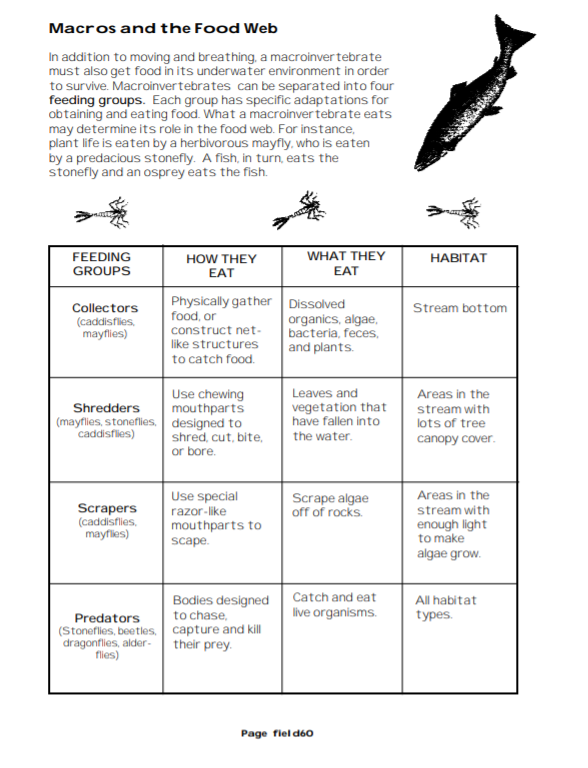 Macros and the Food Web
In addition to moving and breathing, a macroinvertebrate
must also get food in its underwater environment in order
to survive. Macroinvertebrates can be separated into four
feeding groups. Each group has specific adaptations for
obtaining and eating food. What a macroinvertebrate eats
may determine its role in the food web. For instance,
plant life is eaten by a herbivorous mayfly, who is eaten
by a predacious stonefly. A fish, in turn, eats the
stonefly and an osprey eats the fish.
FEEDING
GROUPS
HOW THEY
EAT
WHAT THEY
EAT
HABITAT
Collectors
(caddisflies,
mayflies)
Physically gather
food, or
construct net-
like structures
to catch food.
Dissolved
organics, algae,
bacteria, feces,
and plants.
Stream bottom
Shredders
(mayflies, stoneflies,
caddisflies)
Use chewing
mouthparts
designed to
shred, cut, bite,
or bore.
Leaves and
vegetation that
have fallen into
the water.
Areas in the
stream with
lots of tree
canopy cover.
Scrapers
(caddisflies,
mayflies)
Use special
razor-like
mouthparts to
scape.
Scrape algae
off of rocks.
Areas in the
stream with
enough light
to make
algae grow.
Predators
(Stoneflies, beetles,
dragonflies, alder-
flies)
Bodies designed
to chase,
capture and kill
their prey.
Catch and eat
live organisms.
All habitat
types.
Page field60